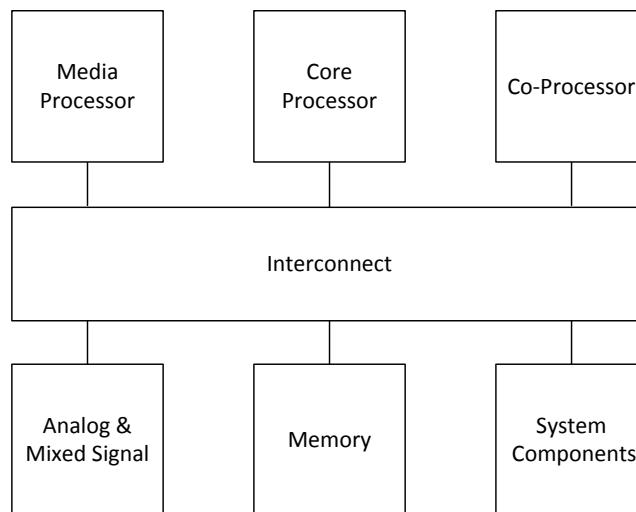 Media
Processor
Core
Processor
Co-Processor
Interconnect
Analog &
Mixed Signal
Memory
System
Components